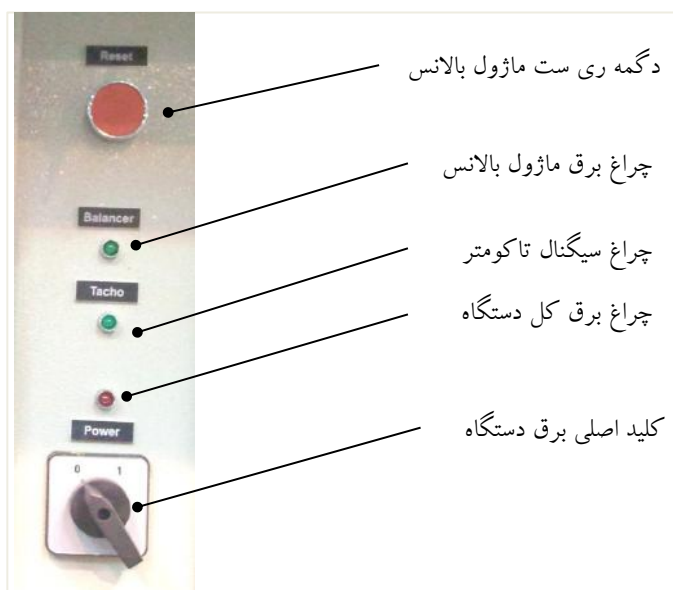 Reset
دگمه ری ست ماژول بالانس
چراغ برق ماژول بالانس
Balancer
چراغ سیگنال تاکومتر
Tacho
چراغ برق کل دستگاه
Power
کلید اصلی برق دستگاه
0 1